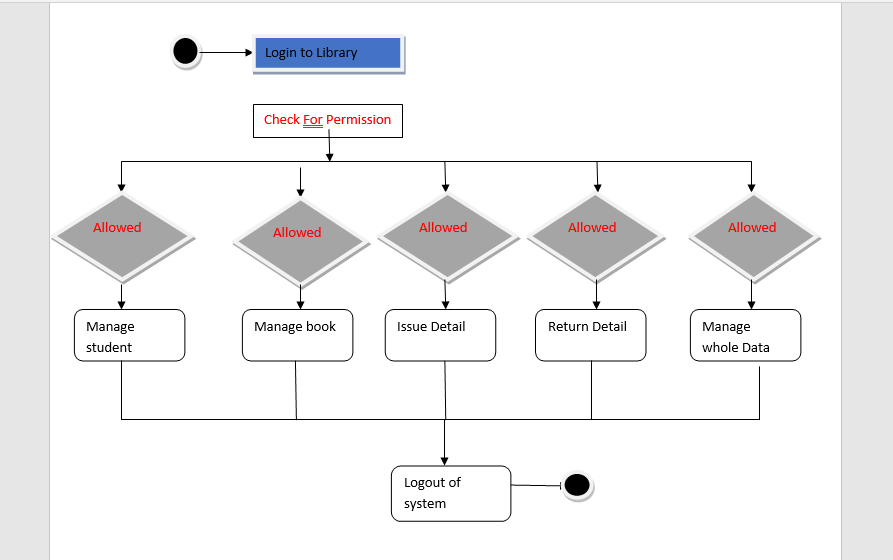 Login to Library
Check For Permission
Allowed
Allowed
Allowed
Allowed
Allowed
Manage
student
Manage book
Issue Detail
Return Detail
Manage
whole Data
Logout of
system